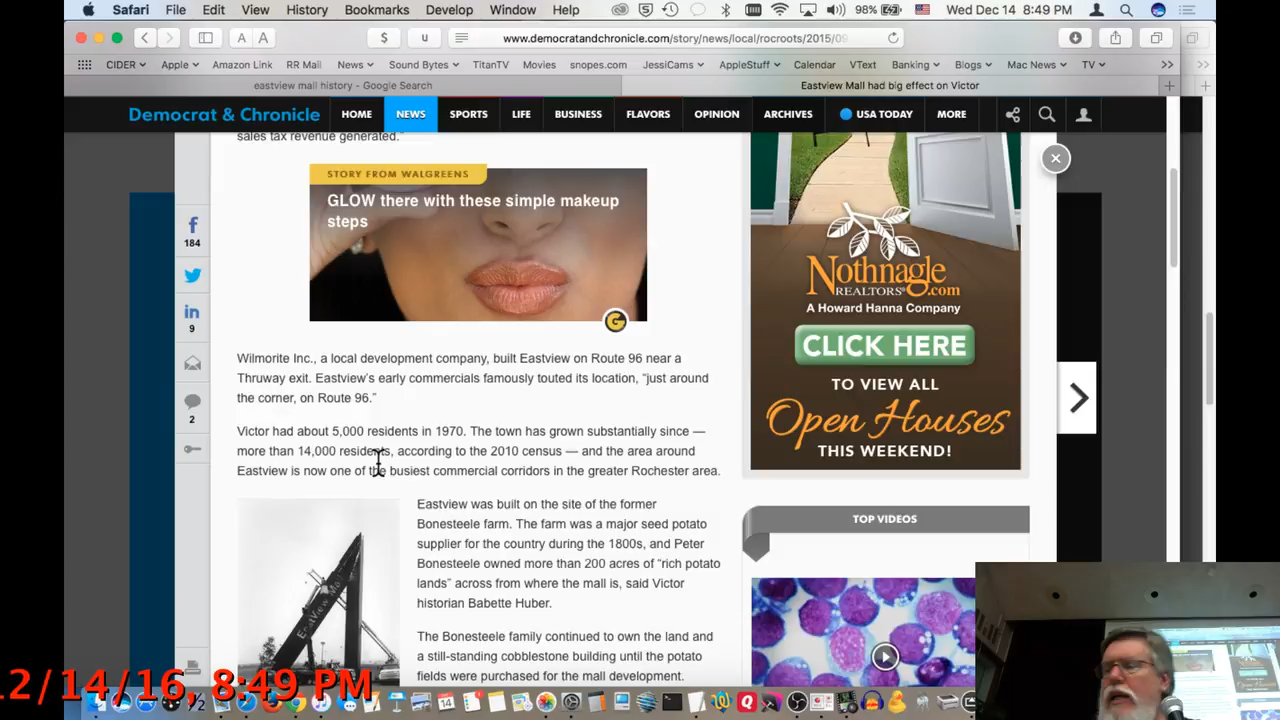 Safari File Edit View History Bookmarks Develop Window Help 98% Wed Dec 14 8:49 PM
A A $ u www.democratandchronicle.com/story/news/local/rocroots/2015/09
CIDER Apple Amazon Link RR Mail News Sound Bytes TitanTV Movies snopes.com JessiCams AppleStuff Calendar VText Banking Blogs Mac News TV >>
eastview mall history - Google Search Eastview Mall had big effect on Victor
Democrat & Chronicle HOME NEWS SPORTS LIFE BUSINESS FLAVORS OPINION ARCHIVES USA TODAY MORE
sales tax revenue generated."
STORY FROM WALGREENS
GLOW there with these simple makeup
steps
G
184
in
9
2
Wilmorite Inc., a local development company, built Eastview on Route 96 near a
Thruway exit. Eastview's early commercials famously touted its location, "just around
the corner, on Route 96."
Victor had about 5,000 residents in 1970. The town has grown substantially since —
more than 14,000 residents, according to the 2010 census — and the area around
Eastview is now one of the busiest commercial corridors in the greater Rochester area.
EastView Mall
Eastview was built on the site of the former
Bonesteele farm. The farm was a major seed potato
supplier for the country during the 1800s, and Peter
Bonesteele owned more than 200 acres of "rich potato
lands" across from where the mall is, said Victor
historian Babette Huber.
The Bonesteele family continued to own the land and
a still-standing cobblestone building until the potato
fields were purchased for the mall development.
Nothnagle
REALTORS .com
A Howard Hanna Company
CLICK HERE
TO VIEW ALL
Open Houses
THIS WEEKEND!
TOP VIDEOS
12/14/16, 8:49 PM